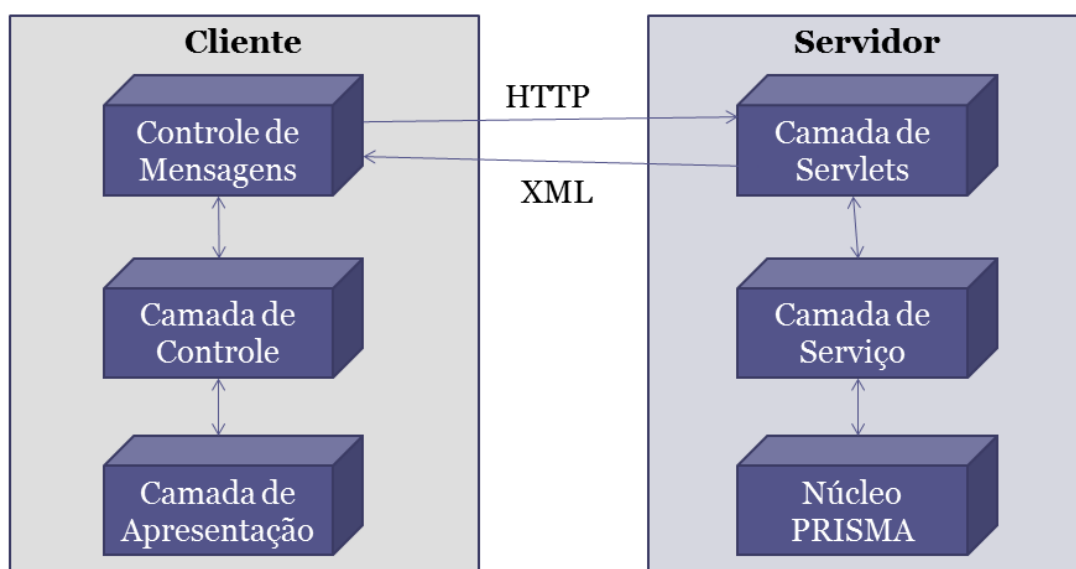 Cliente
Controle de
Mensagens
Camada de
Controle
Camada de
Apresentação
HTTP
XML
Servidor
Camada de
Servlets
Camada de
Serviço
Núcleo
PRISMA